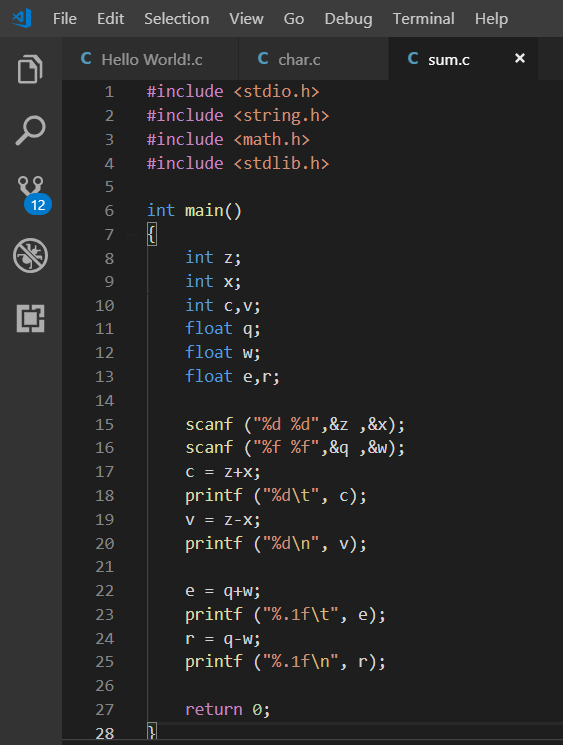 File Edit Selection View Go Debug Terminal Help
C Hello World!.c C char.c C sum.c ×
1 #include <stdio.h>
2 #include <string.h>
3 #include <math.h>
4 #include <stdlib.h>
5
6 int main()
7 {
8 int z;
9 int x;
10 int c,v;
11 float q;
12 float w;
13 float e,r;
14
15 scanf ("%d %d",&z ,&x);
16 scanf ("%f %f",&q ,&w);
17 c = z+x;
18 printf ("%d\t", c);
19 v = z-x;
20 printf ("%d\n", v);
21
22 e = q+w;
23 printf ("%.1f\t", e);
24 r = q-w;
25 printf ("%.1f\n", r);
26
27 return 0;
28 }
12